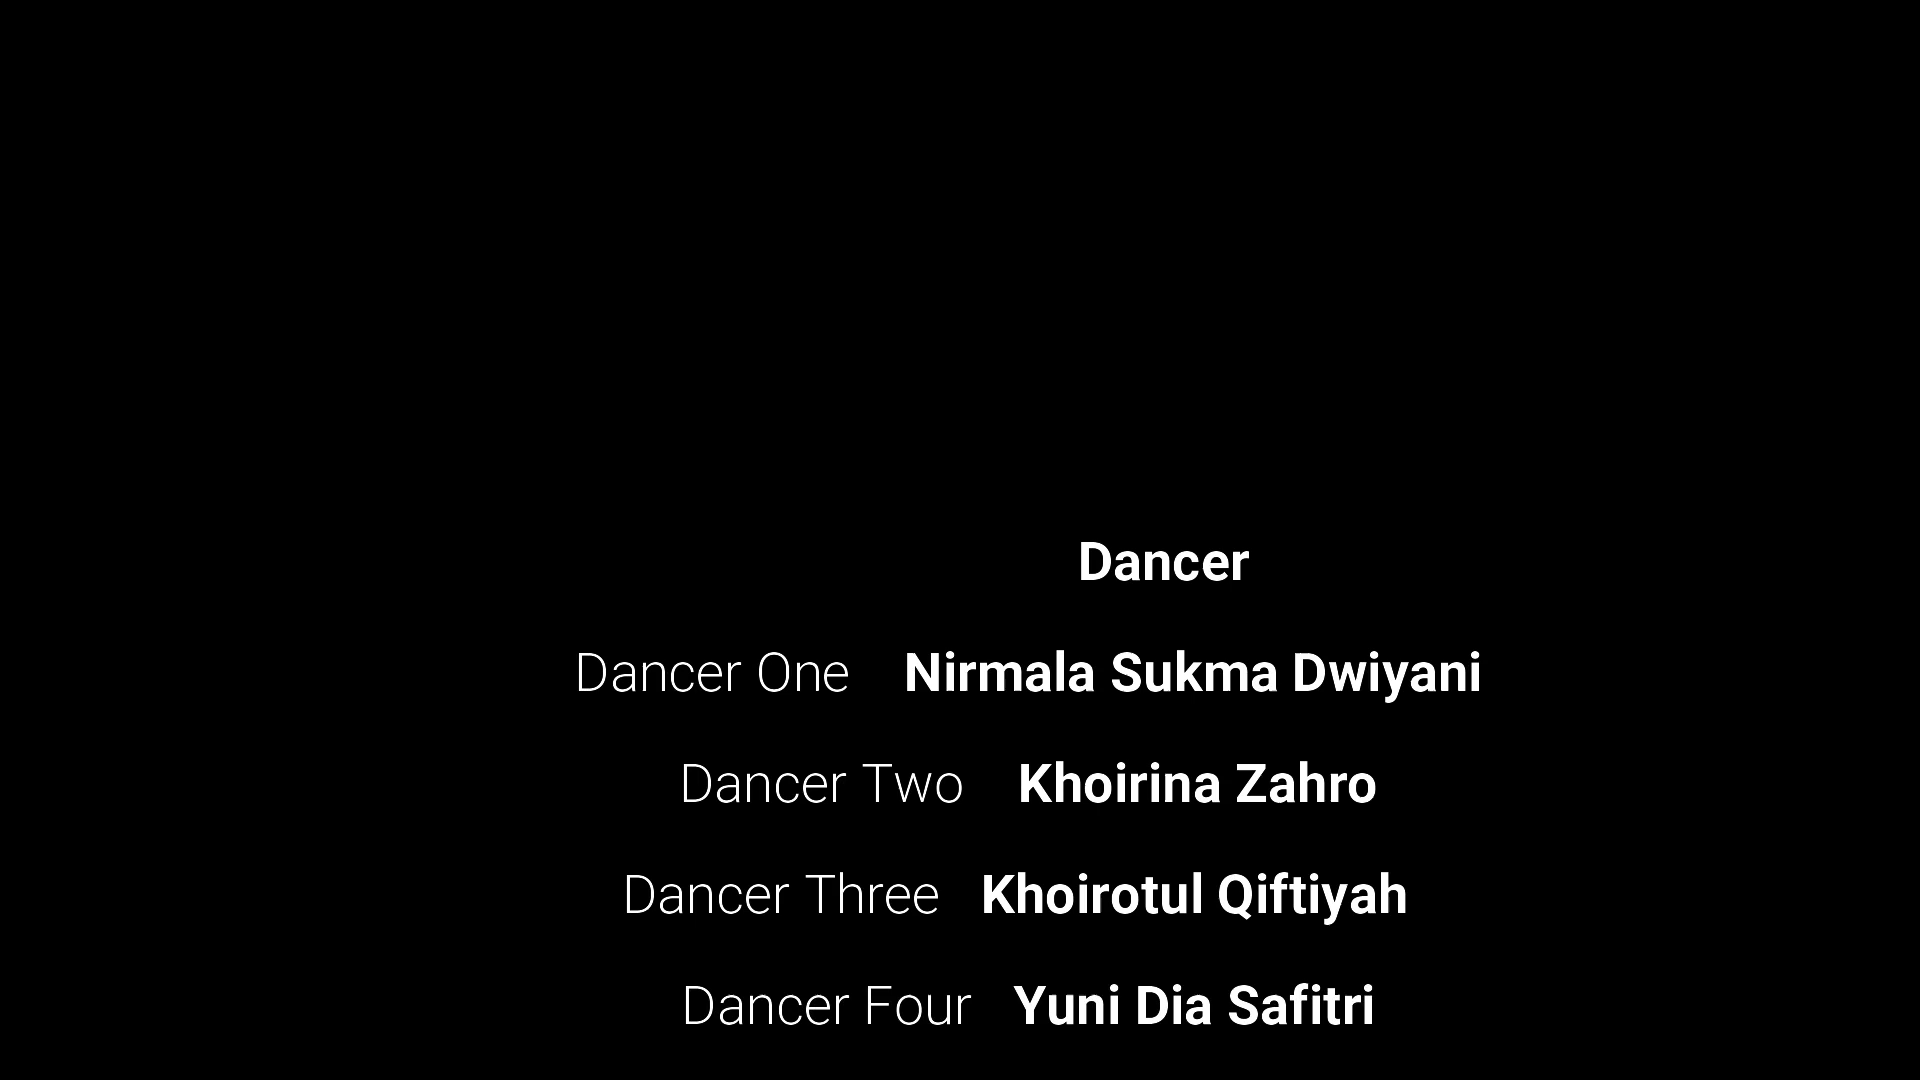 Dancer
Dancer One Nirmala Sukma Dwiyani
Dancer Two Khoirina Zahro
Dancer Three Khoirotul Qiftiyah
Dancer Four Yuni Dia Safitri